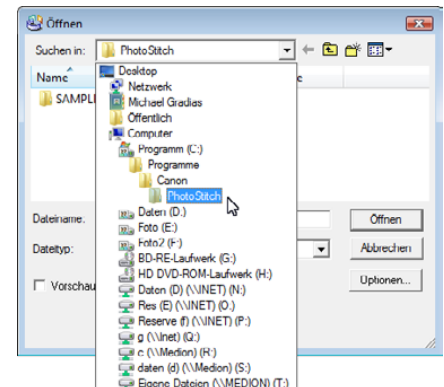 Öffnen
Suchen in: PhotoStitch
Name
SAMPL
Desktop
Netzwerk
Michael Gradias
Öffentlich
Computer
Programm (C:)
Programme
Canon
PhotoStitch
Daten (D:)
Foto (E:)
Foto2 (F:)
BD-RE-Laufwerk (G:)
HD DVD-ROM-Laufwerk (H:)
Daten (D) (\\INET) (N:)
Res (E) (\\INET) (O:)
Reserve (f) (\\INET) (P:)
g (\\Inet) (Q:)
c (\\Medion) (R:)
daten (d) (\\Medion) (S:)
Eigene Dateien (\\MEDION) (T:)
Dateiname:
Öffnen
Dateityp:
Abbrechen
Vorschau
Optionen...